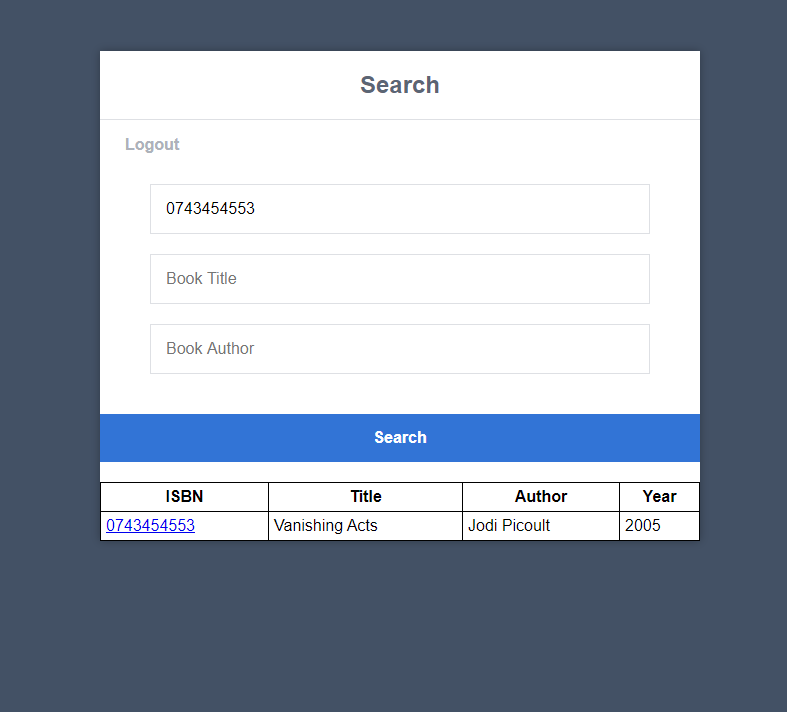 Search
Logout
0743454553
Book Title
Book Author
Search
ISBN Title Author Year
0743454553 Vanishing Acts Jodi Picoult 2005